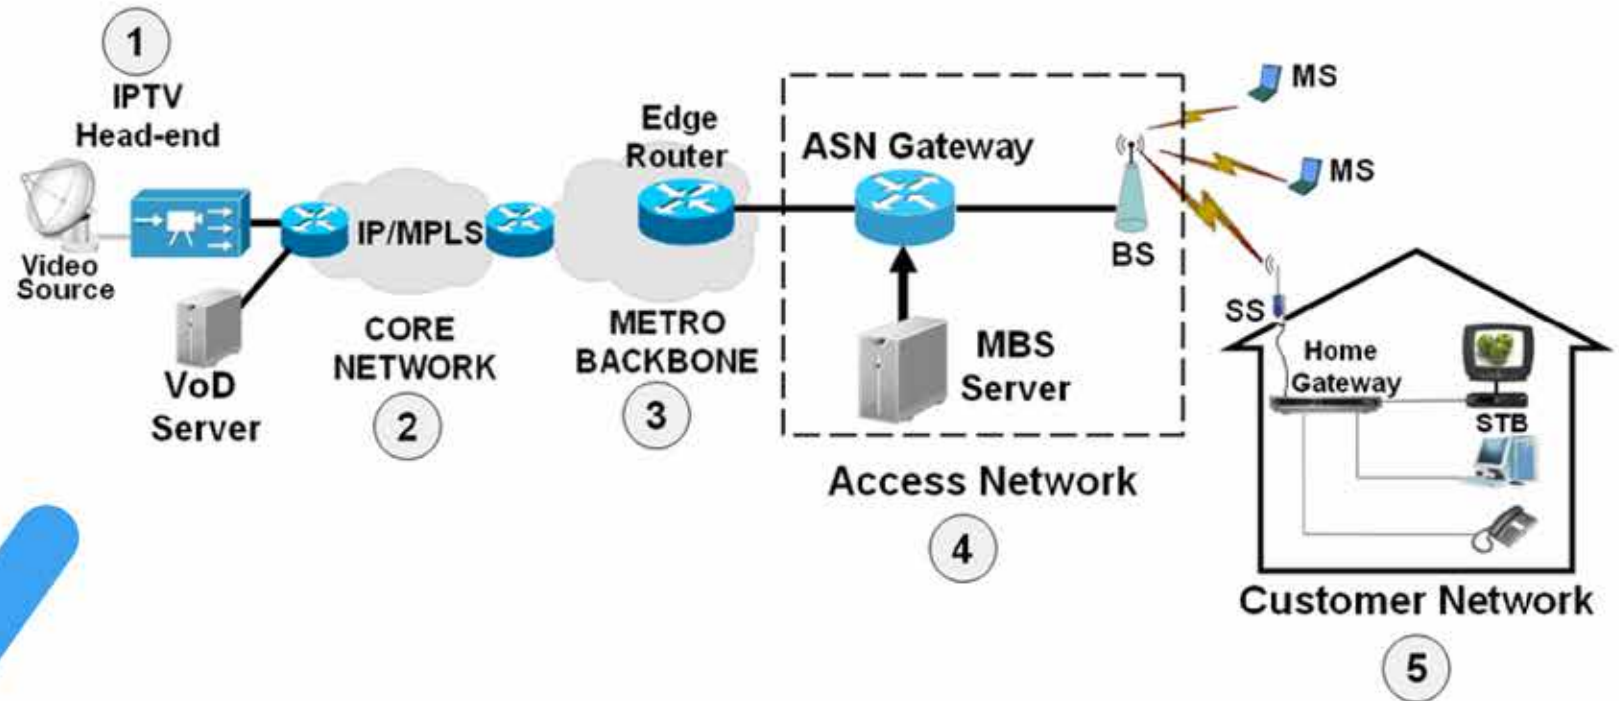 1
IPTV
Head-end
Video
Source
VoD
Server
IP/MPLS
CORE
NETWORK
2
Edge
Router
METRO
BACKBONE
3
ASN Gateway
BS
MBS
Server
Access Network
4
MS
MS
SS
Home
Gateway
STB
Customer Network
5